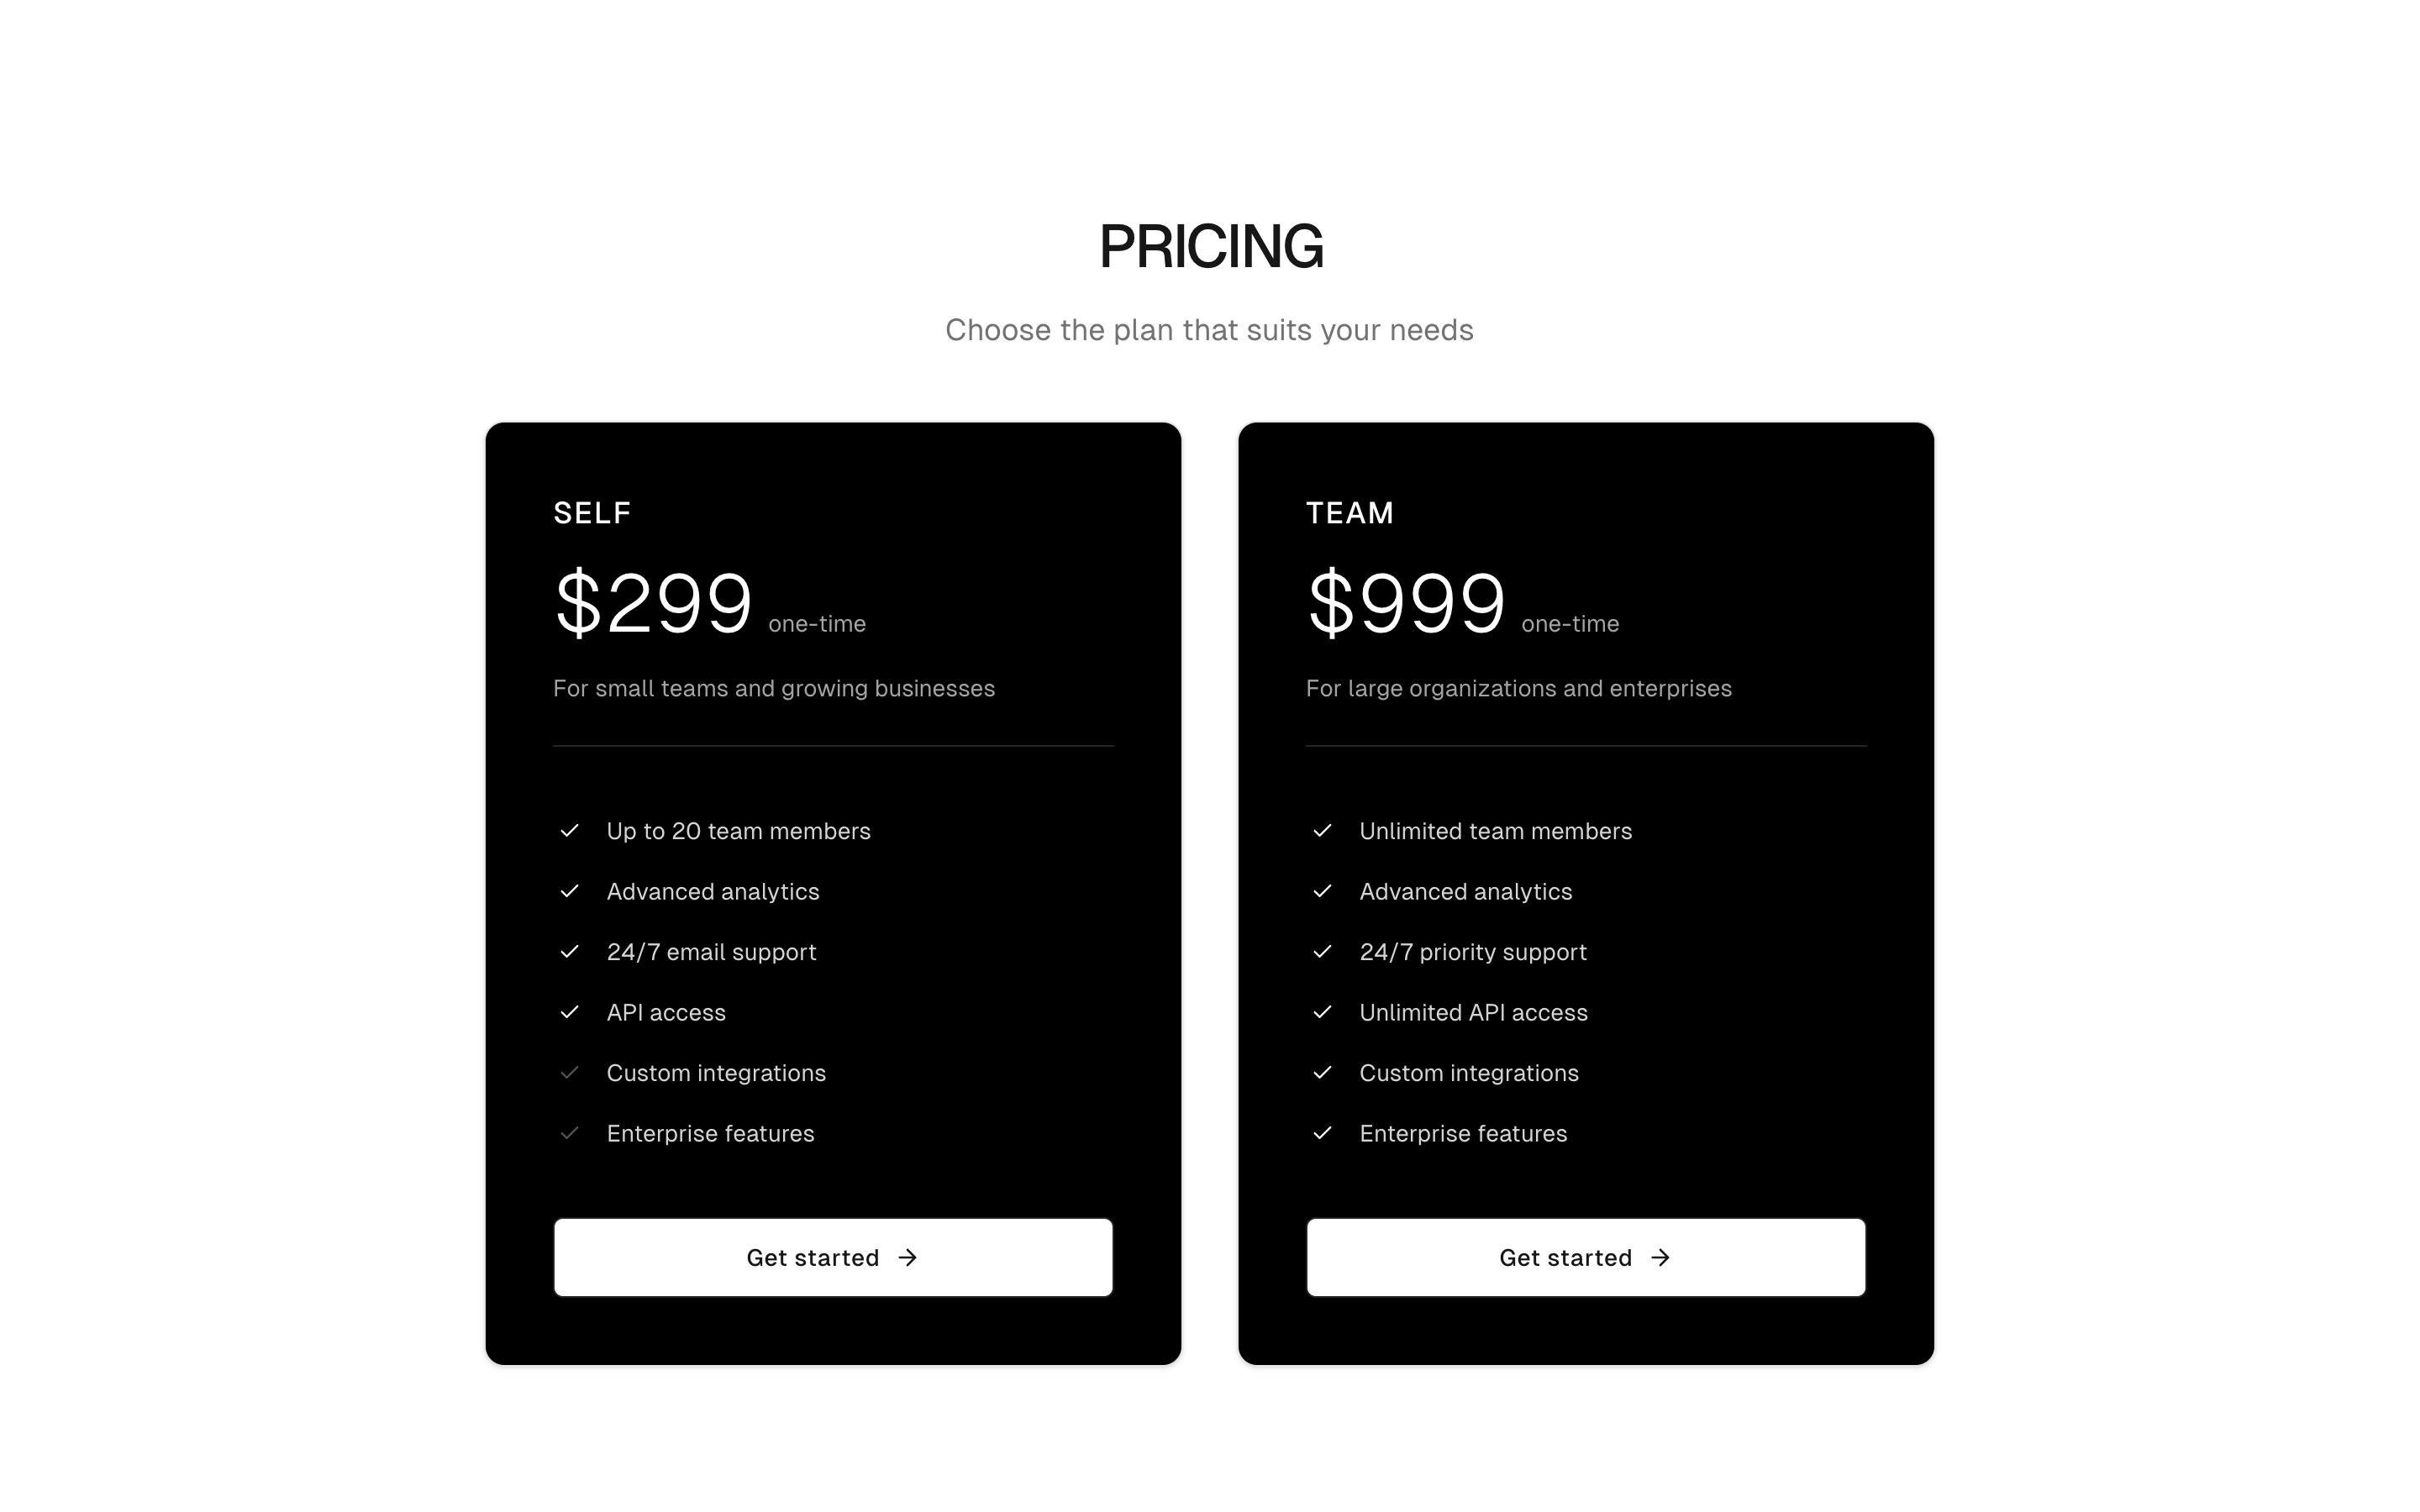 PRICING
Choose the plan that suits your needs
SELF
$299 one-time
For small teams and growing businesses
Up to 20 team members
Advanced analytics
24/7 email support
API access
Custom integrations
Enterprise features
Get started
TEAM
$999 one-time
For large organizations and enterprises
Unlimited team members
Advanced analytics
24/7 priority support
Unlimited API access
Custom integrations
Enterprise features
Get started